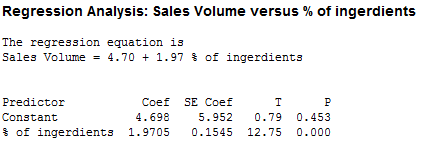 Regression Analysis: Sales Volume versus % of ingerdients
The regression equation is
Sales Volume = 4.70 + 1.97 % of ingerdients
Predictor Coef SE Coef T P
Constant 4.698 5.952 0.79 0.453
% of ingerdients 1.9705 0.1545 12.75 0.000